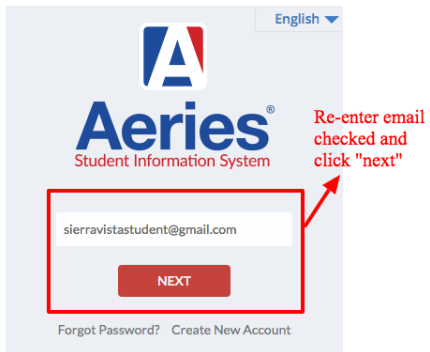 English
A
Aeries®
Student Information System
Re-enter email
checked and
click "next"
sierravistastudent@gmail.com
NEXT
Forgot Password? Create New Account